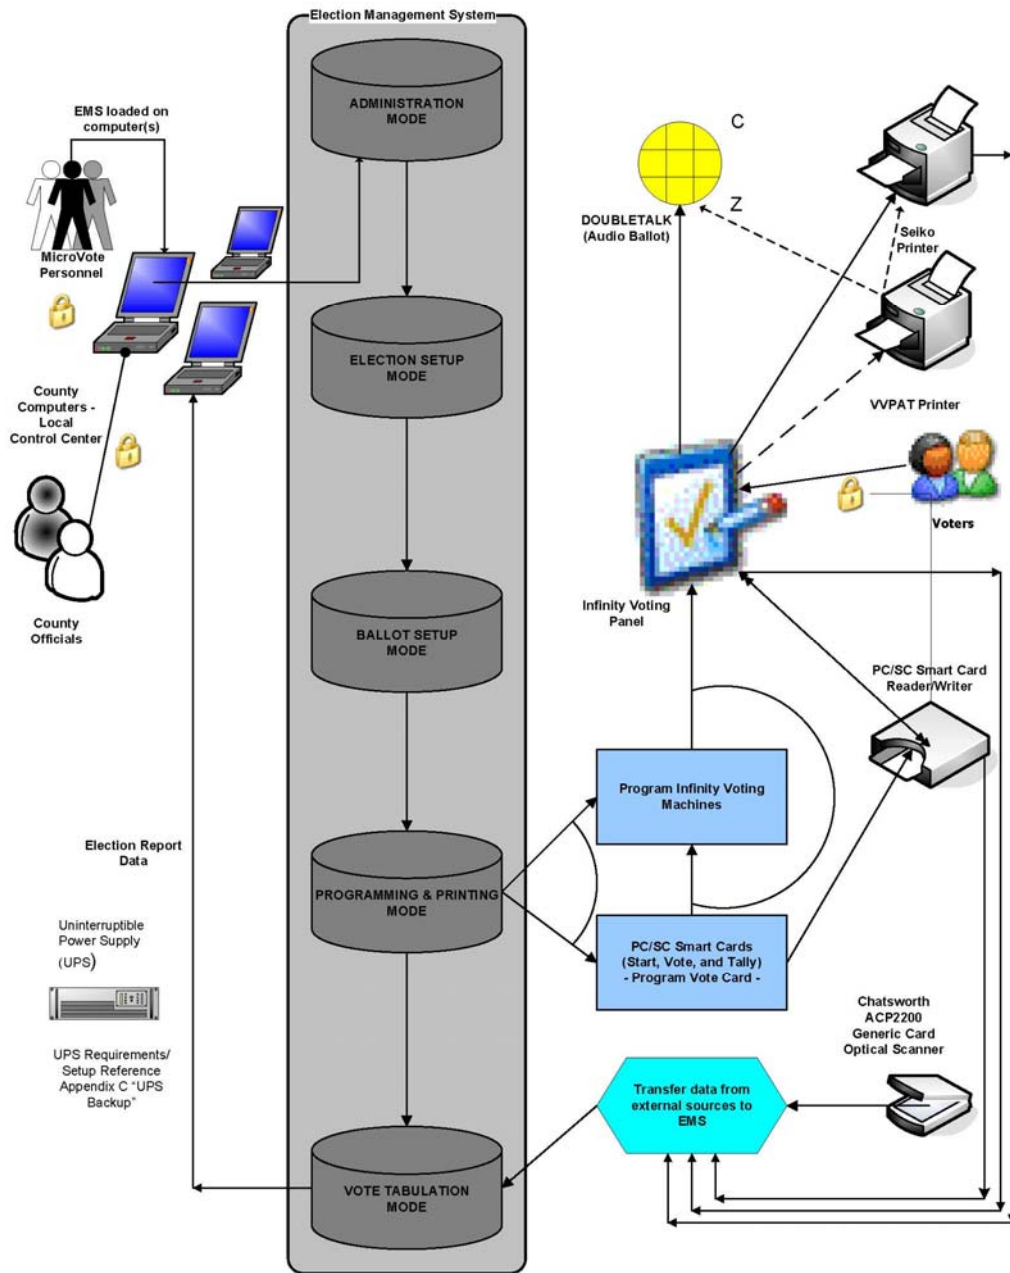 Election Management System
ADMINISTRATION
MODE
EMS loaded on
computer(s)
MicroVote
Personnel
C
Z
DOUBLETALK
(Audio Ballot)
Seiko
Printer
ELECTION SETUP
MODE
County
Computers -
Local
Control Center
VVPAT Printer
Voters
County
Officials
Infinity Voting
Panel
BALLOT SETUP
MODE
PC/SC Smart Card
Reader/Writer
Program Infinity Voting
Machines
Election Report
Data
PROGRAMMING & PRINTING
MODE
PC/SC Smart Cards
(Start, Vote, and Tally)
- Program Vote Card -
Uninterruptible
Power Supply
(UPS)
UPS Requirements/
Setup Reference
Appendix C "UPS
Backup"
Chatsworth
ACP2200
Generic Card
Optical Scanner
Transfer data from
external sources to
EMS
VOTE TABULATION
MODE